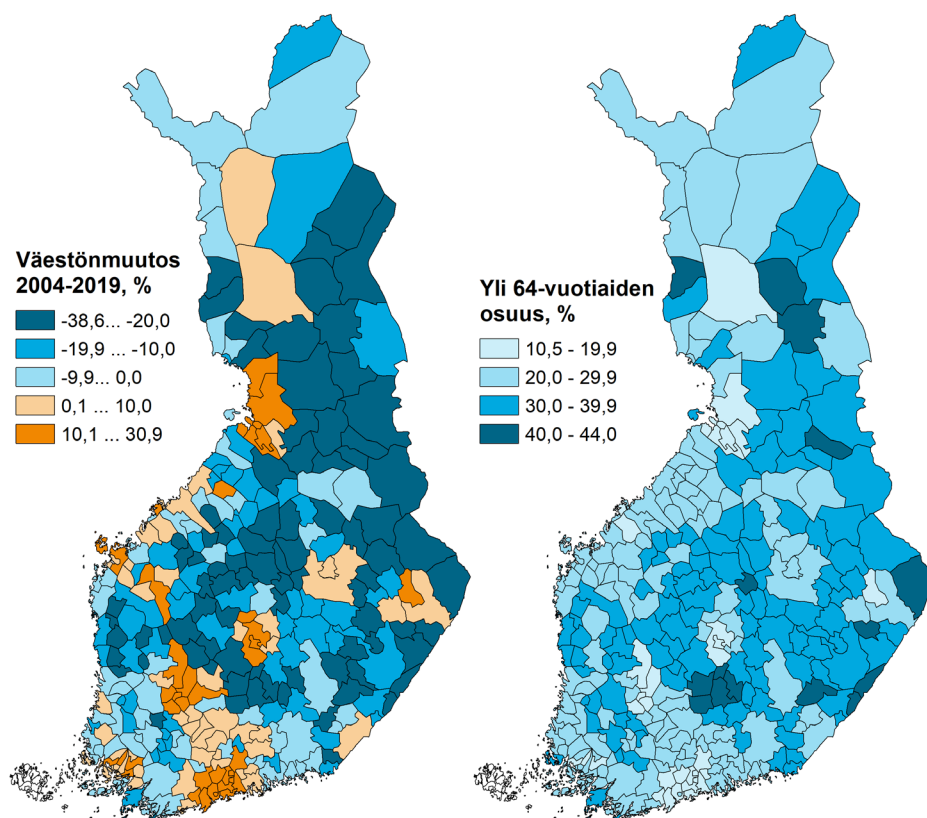 Väestönmuutos
2004-2019, %
-38,6... -20,0
-19,9 ... -10,0
-9,9... 0,0
0,1 ... 10,0
10,1 ... 30,9
Yli 64-vuotiaiden
osuus, %
10,5 - 19,9
20,0 - 29,9
30,0 - 39,9
40,0 - 44,0